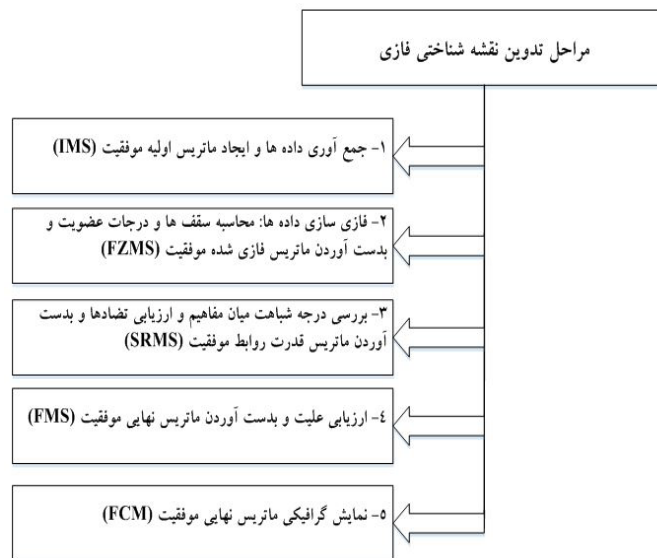 مراحل تدوین نقشه شناختی فازی
۱- جمع آوری داده ها و ایجاد ماتریس اولیه موفقیت (IMS)
۲- فازی سازی داده ها: محاسبه سقف ها و درجات عضویت و
بدست آوردن ماتریس فازی شده موفقیت (FZMS)
۳- بررسی درجه شباهت میان مفاهیم و ارزیابی تضادها و بدست
آوردن ماتریس قدرت روابط موفقیت (SRMS)
٤- ارزیابی علیت و بدست آوردن ماتریس نهایی موفقیت (FMS)
٥- نمایش گرافیکی ماتریس نهایی موفقیت (FCM)